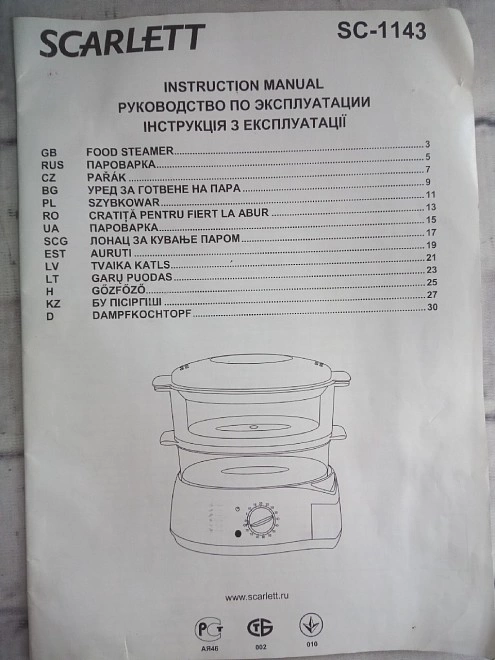 SCARLETT
SC-1143
INSTRUCTION MANUAL
РУКОВОДСТВО ПО ЭКСПЛУАТАЦИИ
ІНСТРУКЦІЯ З ЕКСПЛУАТАЦІЇ
GB FOOD STEAMER 3
RUS ПАРОВАРКА 5
CZ PAŘÁK 7
BG УРЕД ЗА ГОТВЕНЕ НА ПАРА 9
PL SZYBKOWAR 11
RO CRATIŢĂ PENTRU FIERT LA ABUR 13
UA ПАРОВАРКА 15
SCG ЛОНАЦ ЗА КУВАЊЕ ПАРОМ 17
EST AURUTI 19
LV TVAIKA KATLS 21
LT GARŲ PUODAS 23
H GŐZFŐZŐ 25
KZ БУ ПІСІРГІШІ 27
D DAMPFKOCHTOPF 30
www.scarlett.ru
АЯ46 002 010